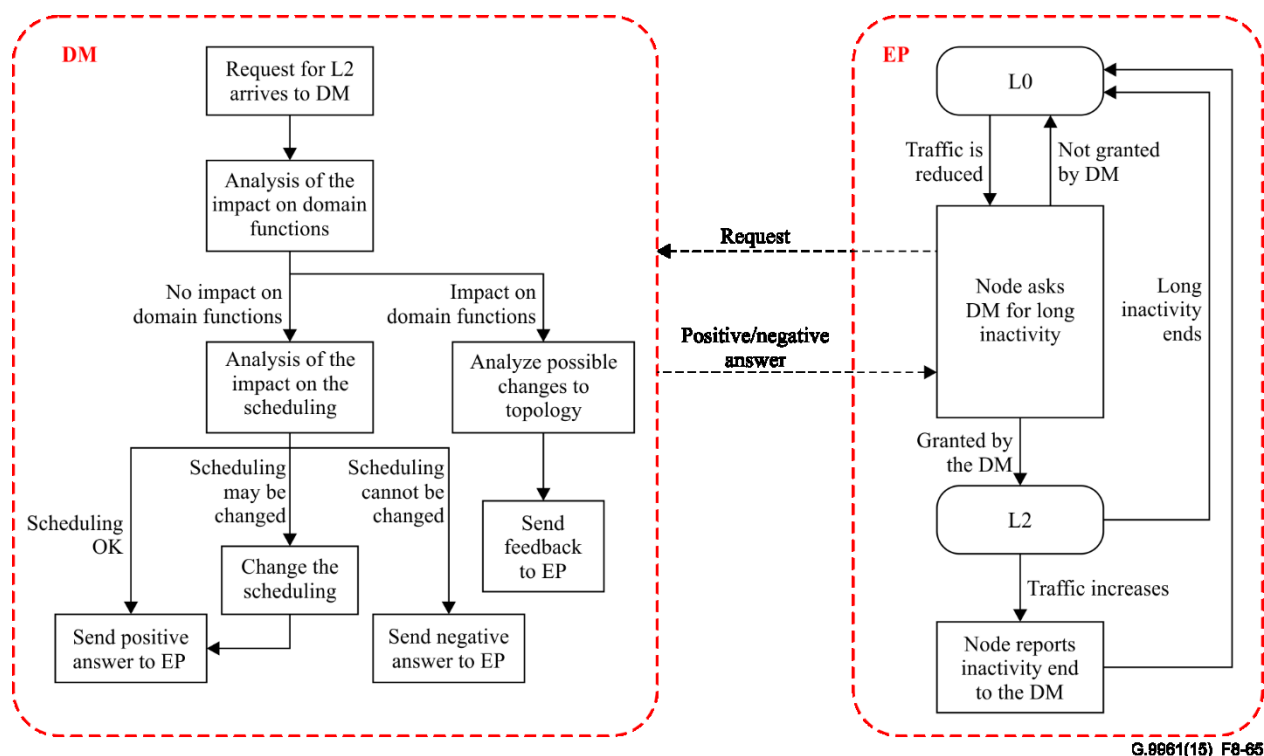 DM
Request for L2
arrives to DM
Analysis of the
impact on domain
functions
No impact on
domain functions
Impact on
domain functions
Analysis of the
impact on the
scheduling
Analyze possible
changes to
topology
Scheduling
OK
Scheduling
may be
changed
Scheduling
cannot be
changed
Change the
scheduling
Send
feedback
to EP
Send positive
answer to EP
Send negative
answer to EP
Request
Positive/negative
answer
EP
L0
Traffic is
reduced
Not granted
by DM
Node asks
DM for long
inactivity
Long
inactivity
ends
Granted by
the DM
L2
Traffic increases
Node reports
inactivity end
to the DM
G.9961(15)_F8-65